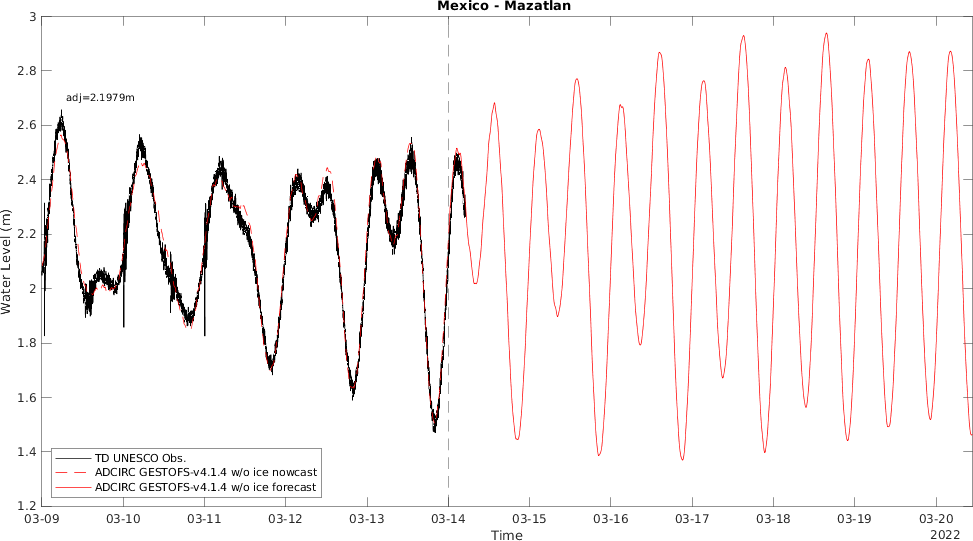 Mexico - Mazatlan
3
2.8
2.6
2.4
2.2
2
1.8
1.6
1.4
1.2
Water Level (m)
adj=2.1979m
TD UNESCO Obs.
ADCIRC GESTOFS-v4.1.4 w/o ice nowcast
ADCIRC GESTOFS-v4.1.4 w/o ice forecast
03-09 03-10 03-11 03-12 03-13 03-14 03-15 03-16 03-17 03-18 03-19 03-20
Time
2022